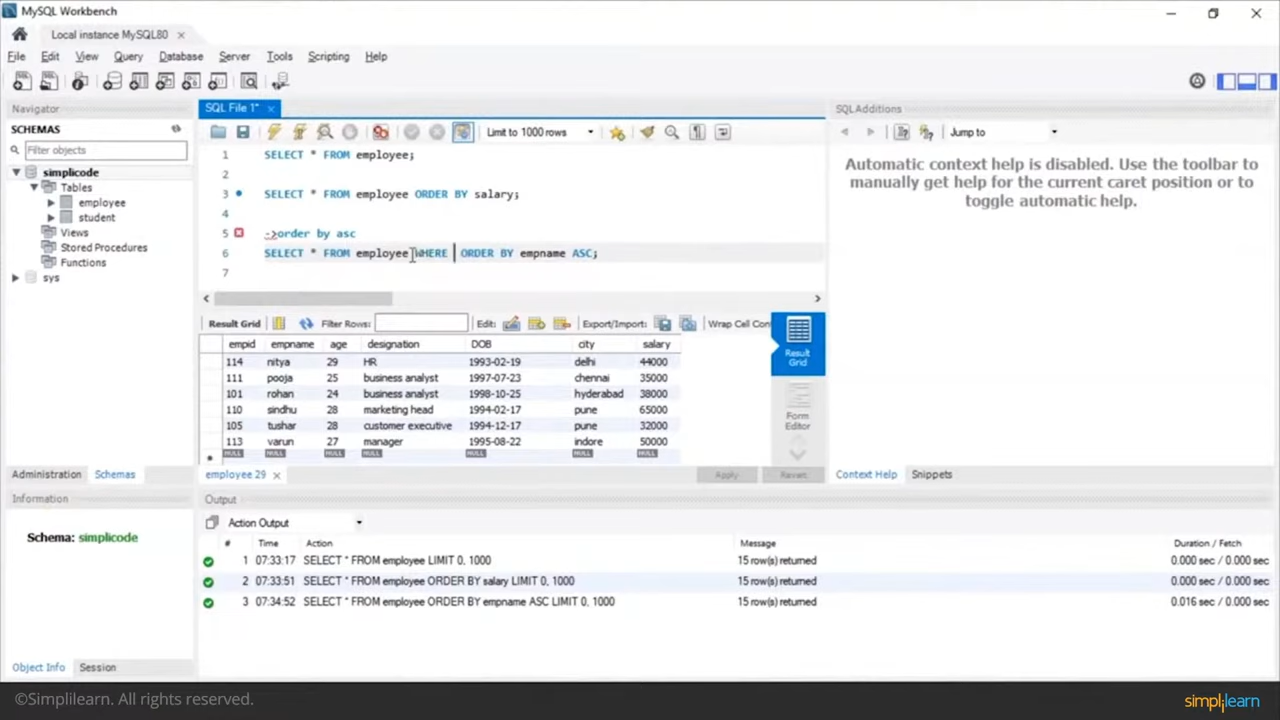 MySQL Workbench
Local instance MySQL80
File Edit View Query Database Server Tools Scripting Help
Navigator
SCHEMAS
Filter objects
simplicode
Tables
employee
student
Views
Stored Procedures
Functions
sys
Administration Schemas
Information
Schema: simplicode
Object Info Session
SQL File 1*
Limit to 1000 rows
1 SELECT * FROM employee;
2
3 SELECT * FROM employee ORDER BY salary;
4
5 ->order by asc
6 SELECT * FROM employee WHERE ORDER BY empname ASC;
7
Result Grid Filter Rows: Edit: Export/Import: Wrap Cell Con
empid empname age designation DOB city salary
114 nitya 29 HR 1993-02-19 delhi 44000
111 pooja 25 business analyst 1997-07-23 chennai 35000
101 rohan 24 business analyst 1998-10-25 hyderabad 38000
110 sindhu 28 marketing head 1994-02-17 pune 65000
105 tushar 28 customer executive 1994-12-17 pune 32000
113 varun 27 manager 1995-08-22 indore 50000
NULL NULL NULL NULL NULL NULL NULL
Result Grid
Form Editor
employee 29
Apply Revert
SQLAdditions
Jump to
Automatic context help is disabled. Use the toolbar to
manually get help for the current caret position or to
toggle automatic help.
Context Help Snippets
Output
Action Output
# Time Action Message Duration / Fetch
1 07:33:17 SELECT * FROM employee LIMIT 0, 1000 15 row(s) returned 0.000 sec / 0.000 sec
2 07:33:51 SELECT * FROM employee ORDER BY salary LIMIT 0, 1000 15 row(s) returned 0.000 sec / 0.000 sec
3 07:34:52 SELECT * FROM employee ORDER BY empname ASC LIMIT 0, 1000 15 row(s) returned 0.016 sec / 0.000 sec
©Simplilearn. All rights reserved.
simplilearn